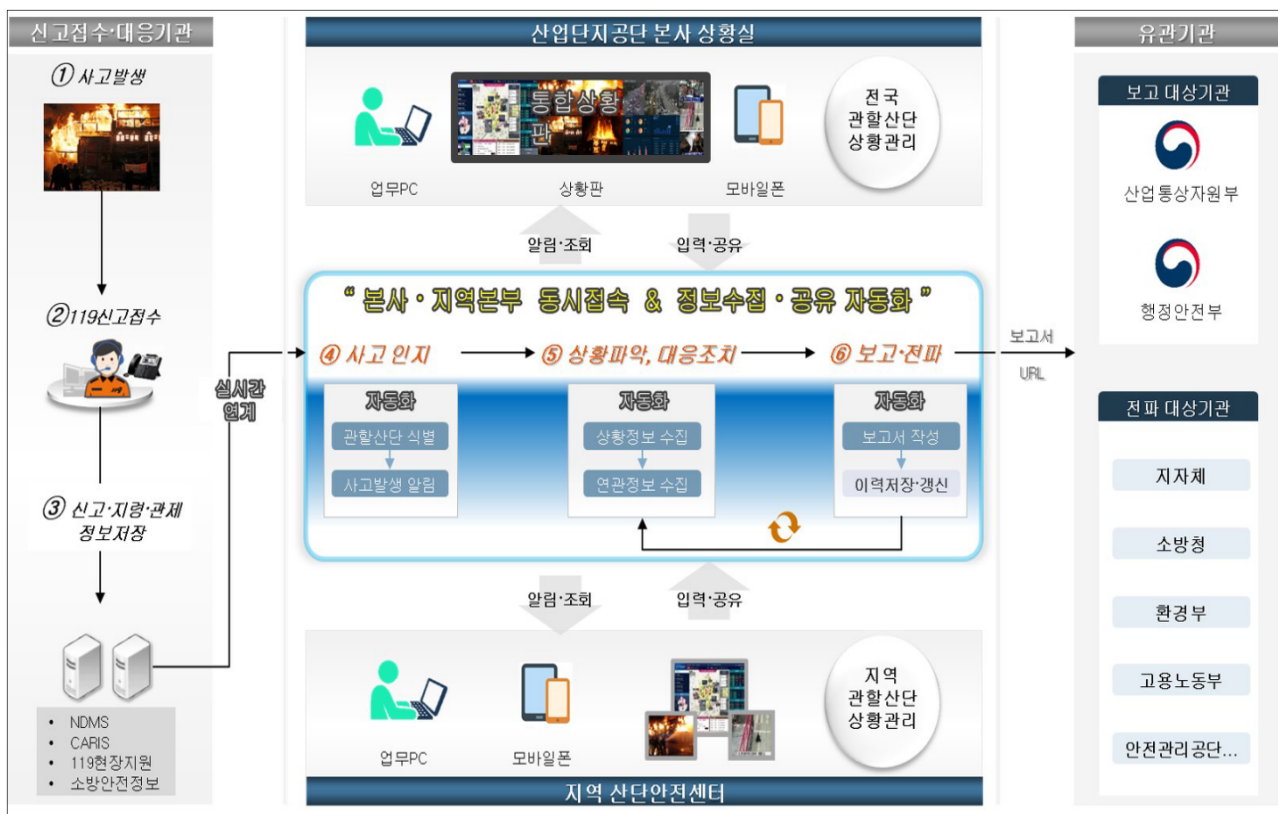 신고접수·대응기관
① 사고발생
②119신고접수
③ 신고·지령·관제
정보저장
• NDMS
• CARIS
• 119현장지원
• 소방안전정보
실시간
연계
산업단지공단 본사 상황실
통합상황
판
업무PC
상황판
모바일폰
전국
관할산단
상황관리
알림·조회
입력·공유
“ 본사·지역본부 동시접속 & 정보수집·공유 자동화 ”
④ 사고 인지
⑤ 상황파악, 대응조치
⑥ 보고·전파
자동화
관할산단 식별
사고발생 알림
자동화
상황정보 수집
연관정보 수집
자동화
보고서 작성
이력저장·갱신
알림·조회
입력·공유
업무PC
모바일폰
지역
관할산단
상황관리
지역 산단안전센터
보고서
URL
유관기관
보고 대상기관
산업통상자원부
행정안전부
전파 대상기관
지자체
소방청
환경부
고용노동부
안전관리공단...